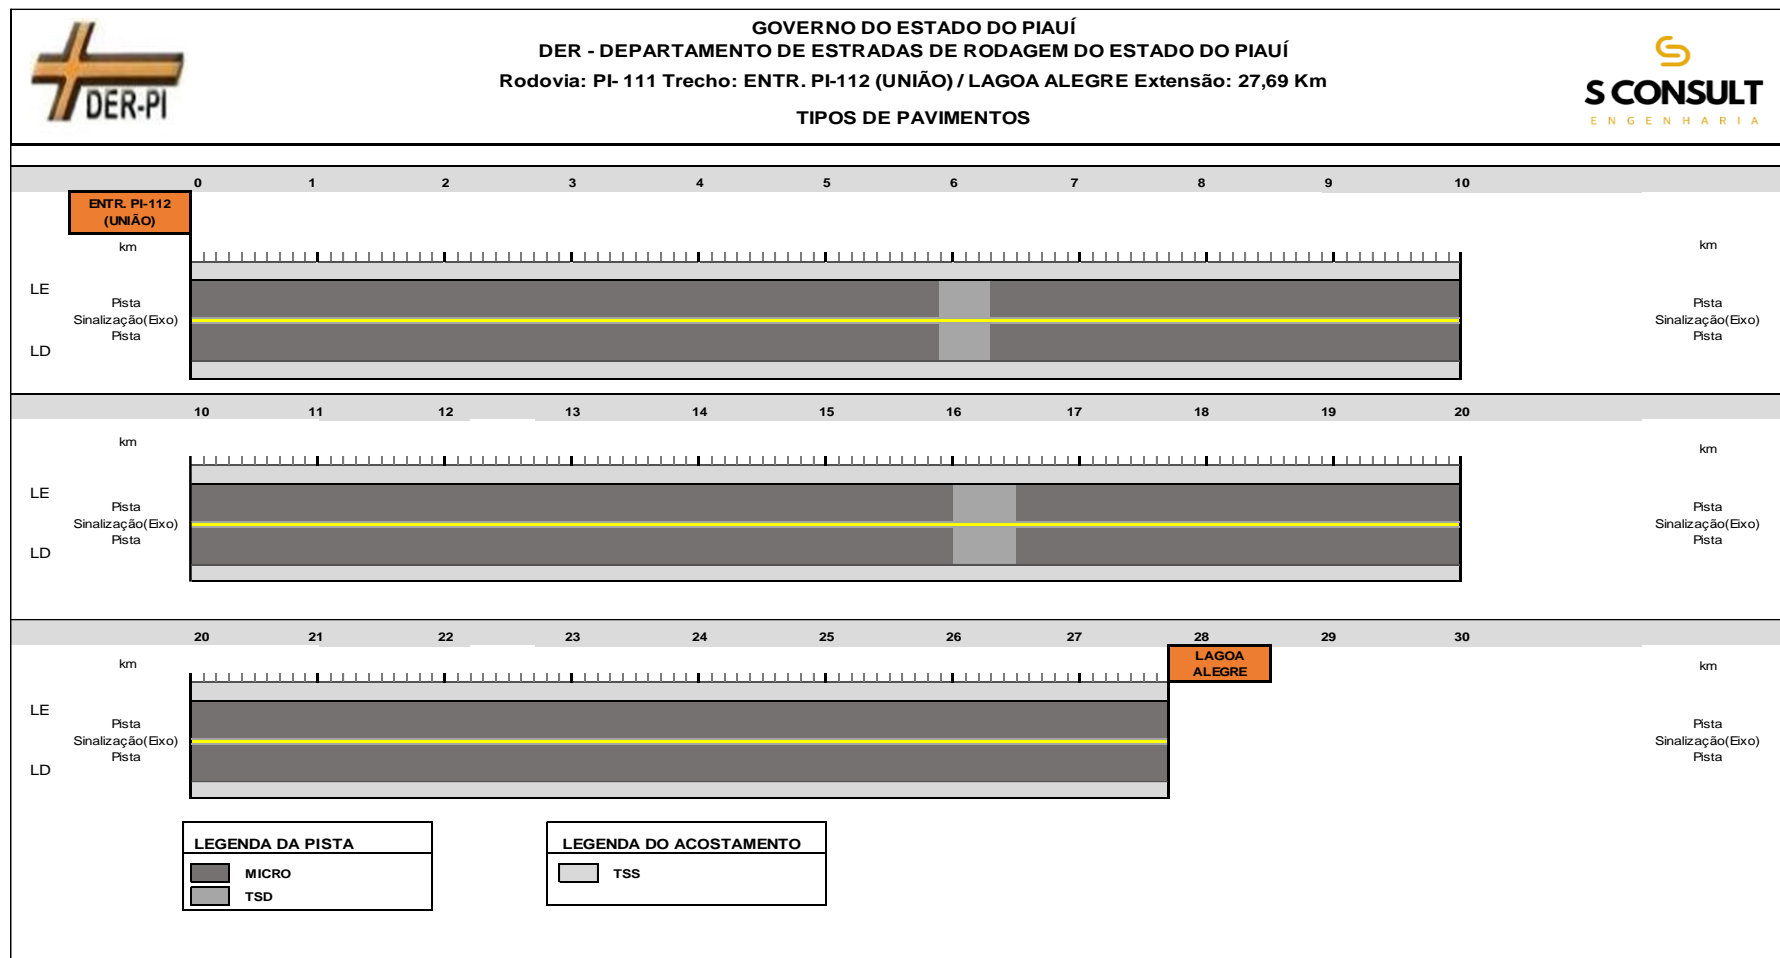 GOVERNO DO ESTADO DO PIAUÍ
DER - DEPARTAMENTO DE ESTRADAS DE RODAGEM DO ESTADO DO PIAUÍ
Rodovia: PI- 111 Trecho: ENTR. PI-112 (UNIÃO) / LAGOA ALEGRE Extensão: 27,69 Km
TIPOS DE PAVIMENTOS
DER-PI
S CONSULT
ENGENHARIA
0 1 2 3 4 5 6 7 8 9 10
ENTR. PI-112
(UNIÃO)
km km
LE
Pista Pista
Sinalização(Eixo) Sinalização(Eixo)
Pista Pista
LD
10 11 12 13 14 15 16 17 18 19 20
km km
LE
Pista Pista
Sinalização(Eixo) Sinalização(Eixo)
Pista Pista
LD
20 21 22 23 24 25 26 27 28 29 30
LAGOA
ALEGRE
km km
LE
Pista Pista
Sinalização(Eixo) Sinalização(Eixo)
Pista Pista
LD
LEGENDA DA PISTA
MICRO
TSD
LEGENDA DO ACOSTAMENTO
TSS